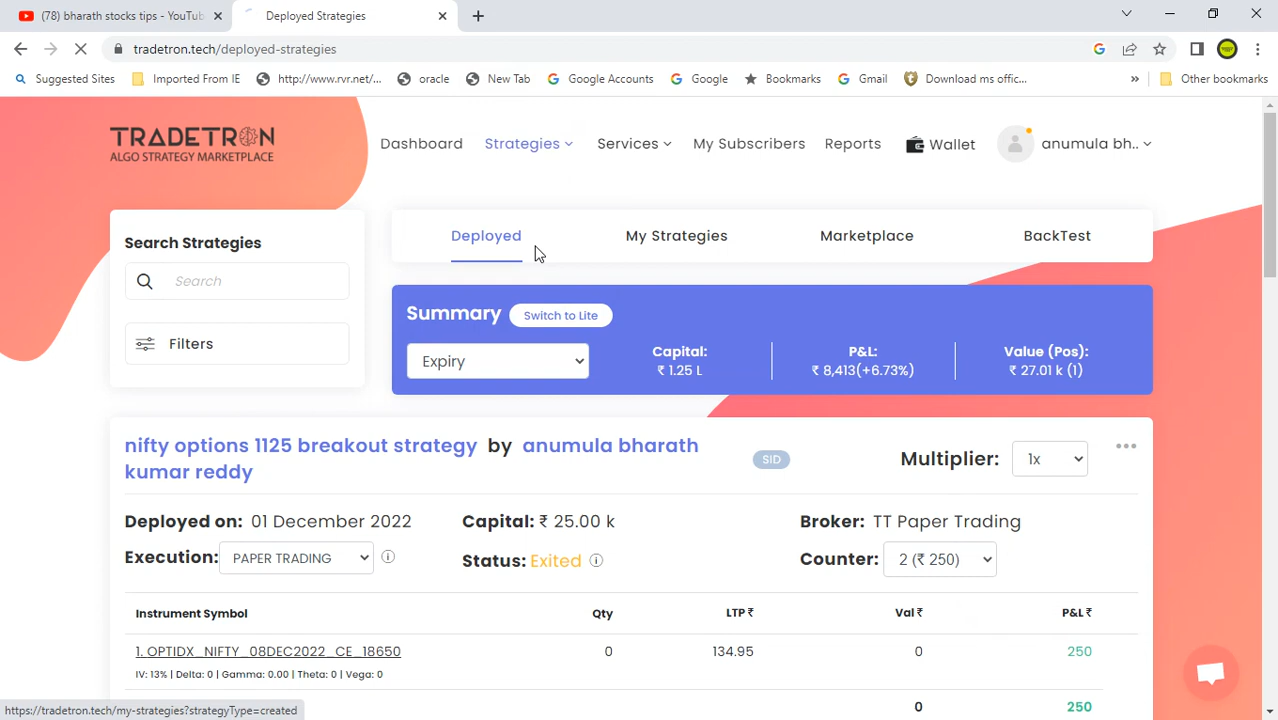 (78) bharath stocks tips - YouTub
Deployed Strategies
tradetron.tech/deployed-strategies
Suggested Sites
Imported From IE
http://www.rvr.net/...
oracle
New Tab
Google Accounts
Google
Bookmarks
Gmail
Download ms offic...
»
Other bookmarks
TRADETRON
ALGO STRATEGY MARKETPLACE
Dashboard
Strategies
Services
My Subscribers
Reports
Wallet
anumula bh..
Search Strategies
Search
Filters
Deployed
My Strategies
Marketplace
BackTest
Summary
Switch to Lite
Expiry
Capital:
₹ 1.25 L
P&L:
₹ 8,413(+6.73%)
Value (Pos):
₹ 27.01 k (1)
nifty options 1125 breakout strategy by anumula bharath
kumar reddy
SID
Multiplier: 1x
Deployed on: 01 December 2022
Capital: ₹ 25.00 k
Broker: TT Paper Trading
Execution: PAPER TRADING
Status: Exited
Counter: 2 (₹ 250)
Instrument Symbol Qty LTP ₹ Val ₹ P&L ₹
1. OPTIDX_NIFTY_08DEC2022_CE_18650 0 134.95 0 250
IV: 13% | Delta: 0 | Gamma: 0.00 | Theta: 0 | Vega: 0
0 250
https://tradetron.tech/my-strategies?strategyType=created